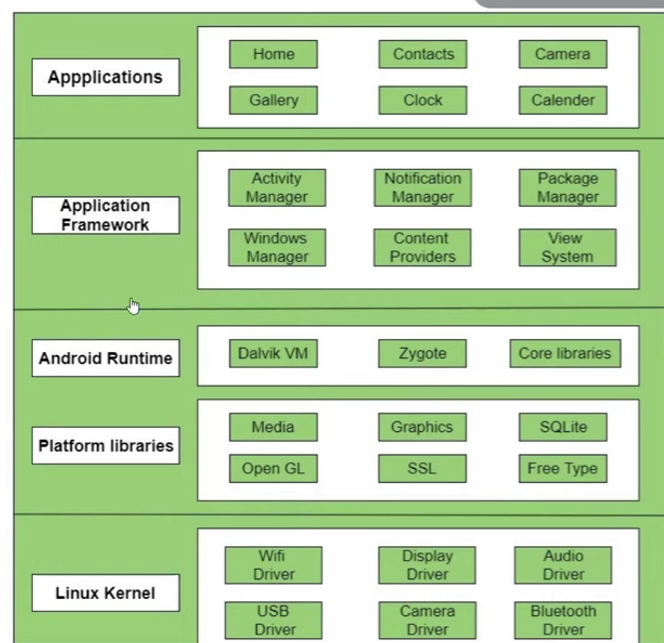 Appplications
Home
Contacts
Camera
Gallery
Clock
Calender
Application
Framework
Activity
Manager
Notification
Manager
Package
Manager
Windows
Manager
Content
Providers
View
System
Android Runtime
Dalvik VM
Zygote
Core libraries
Platform libraries
Media
Graphics
SQLite
Open GL
SSL
Free Type
Linux Kernel
Wifi
Driver
Display
Driver
Audio
Driver
USB
Driver
Camera
Driver
Bluetooth
Driver